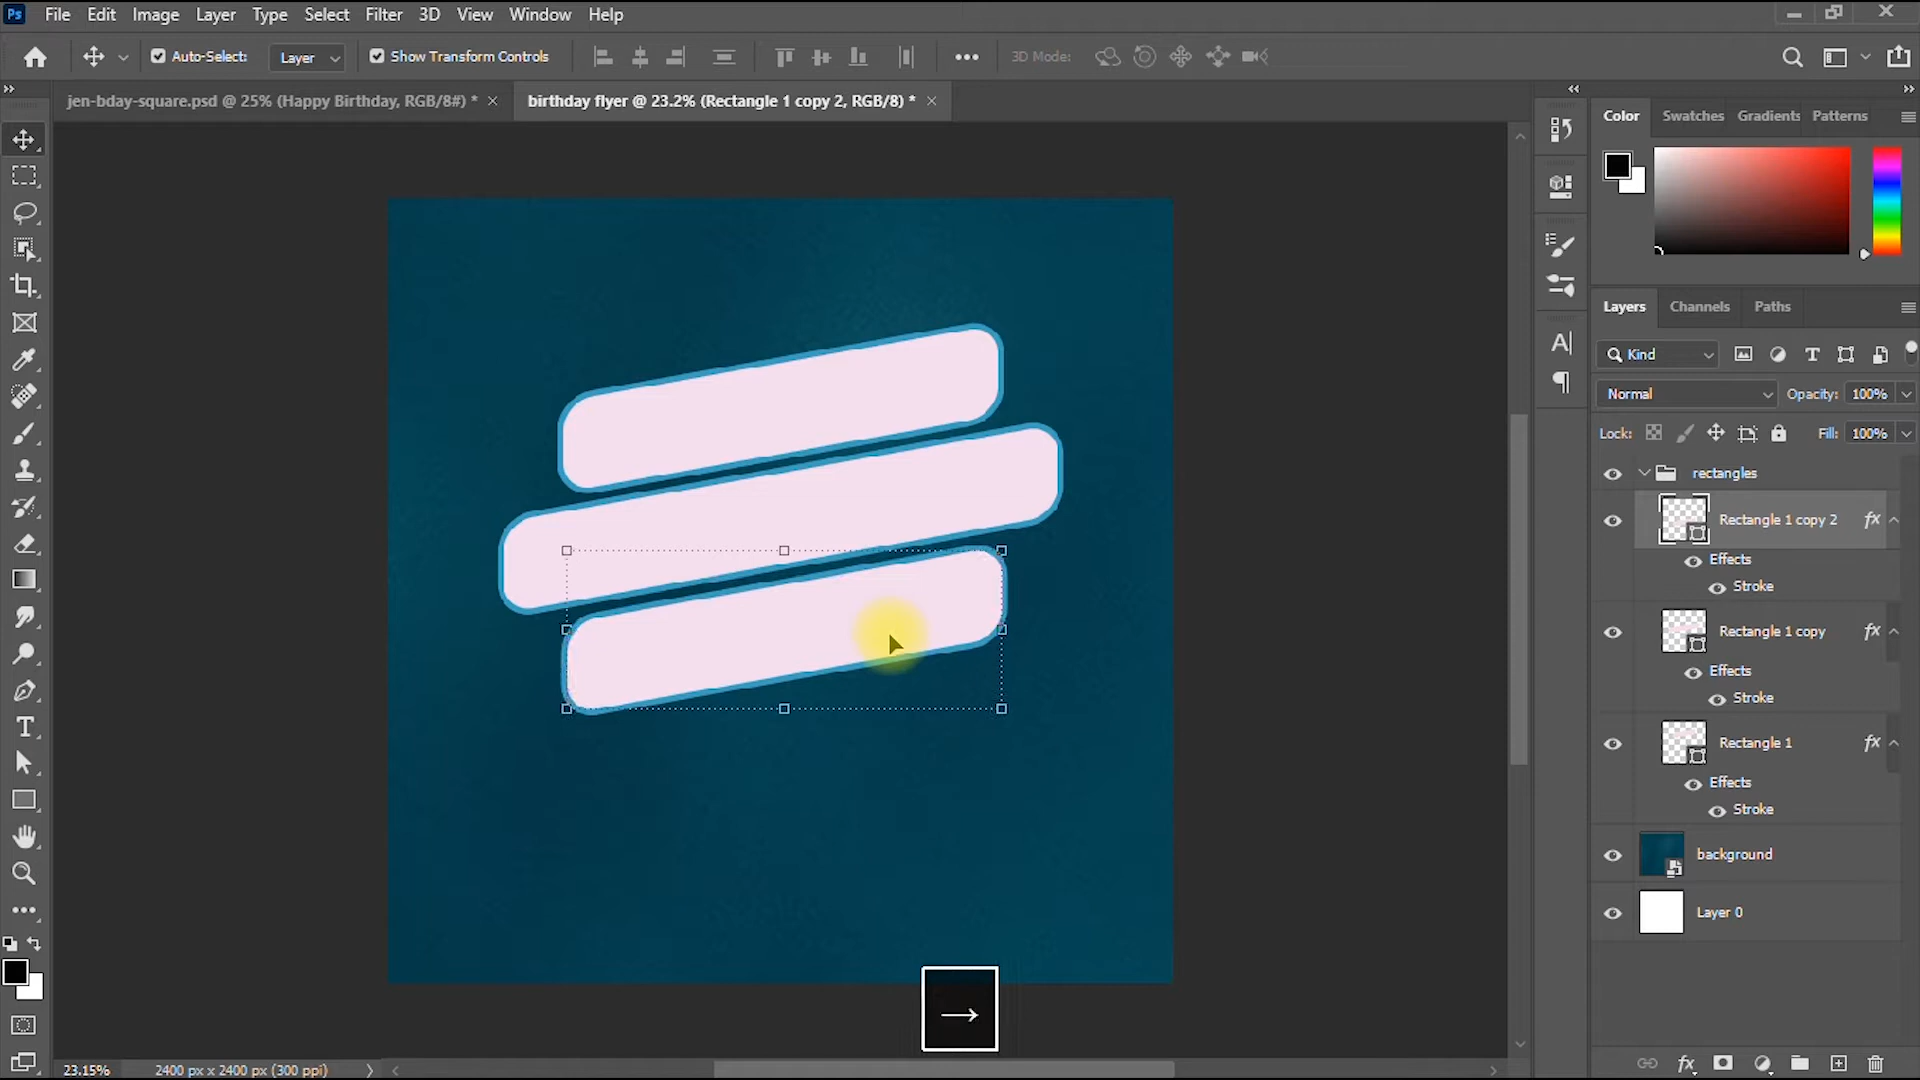 Ps File Edit Image Layer Type Select Filter 3D View Window Help
Auto-Select: Layer Show Transform Controls 3D Mode:
jen-bday-square.psd @ 25% (Happy Birthday, RGB/8#) *
birthday flyer @ 23.2% (Rectangle 1 copy 2, RGB/8) *
Color Swatches Gradients Patterns
Layers Channels Paths
Kind
Normal Opacity: 100%
Lock: Fill: 100%
rectangles
Rectangle 1 copy 2 fx
Effects
Stroke
Rectangle 1 copy fx
Effects
Stroke
Rectangle 1 fx
Effects
Stroke
background
Layer 0
→
23.15% 2400 px x 2400 px (300 ppi)